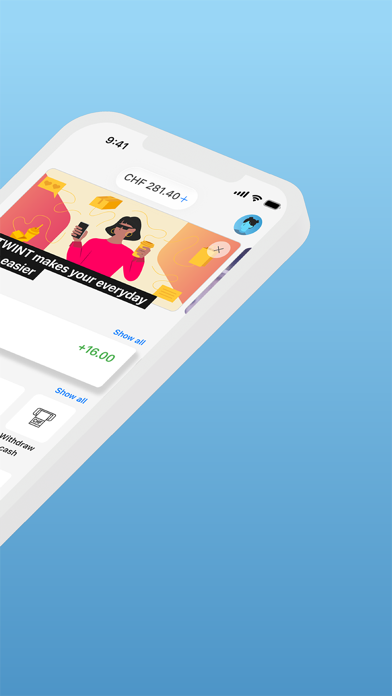 9:41
CHF 281.40+
TWINT makes your everyday
easier
Show all
+16.00
Show all
Withdraw
cash